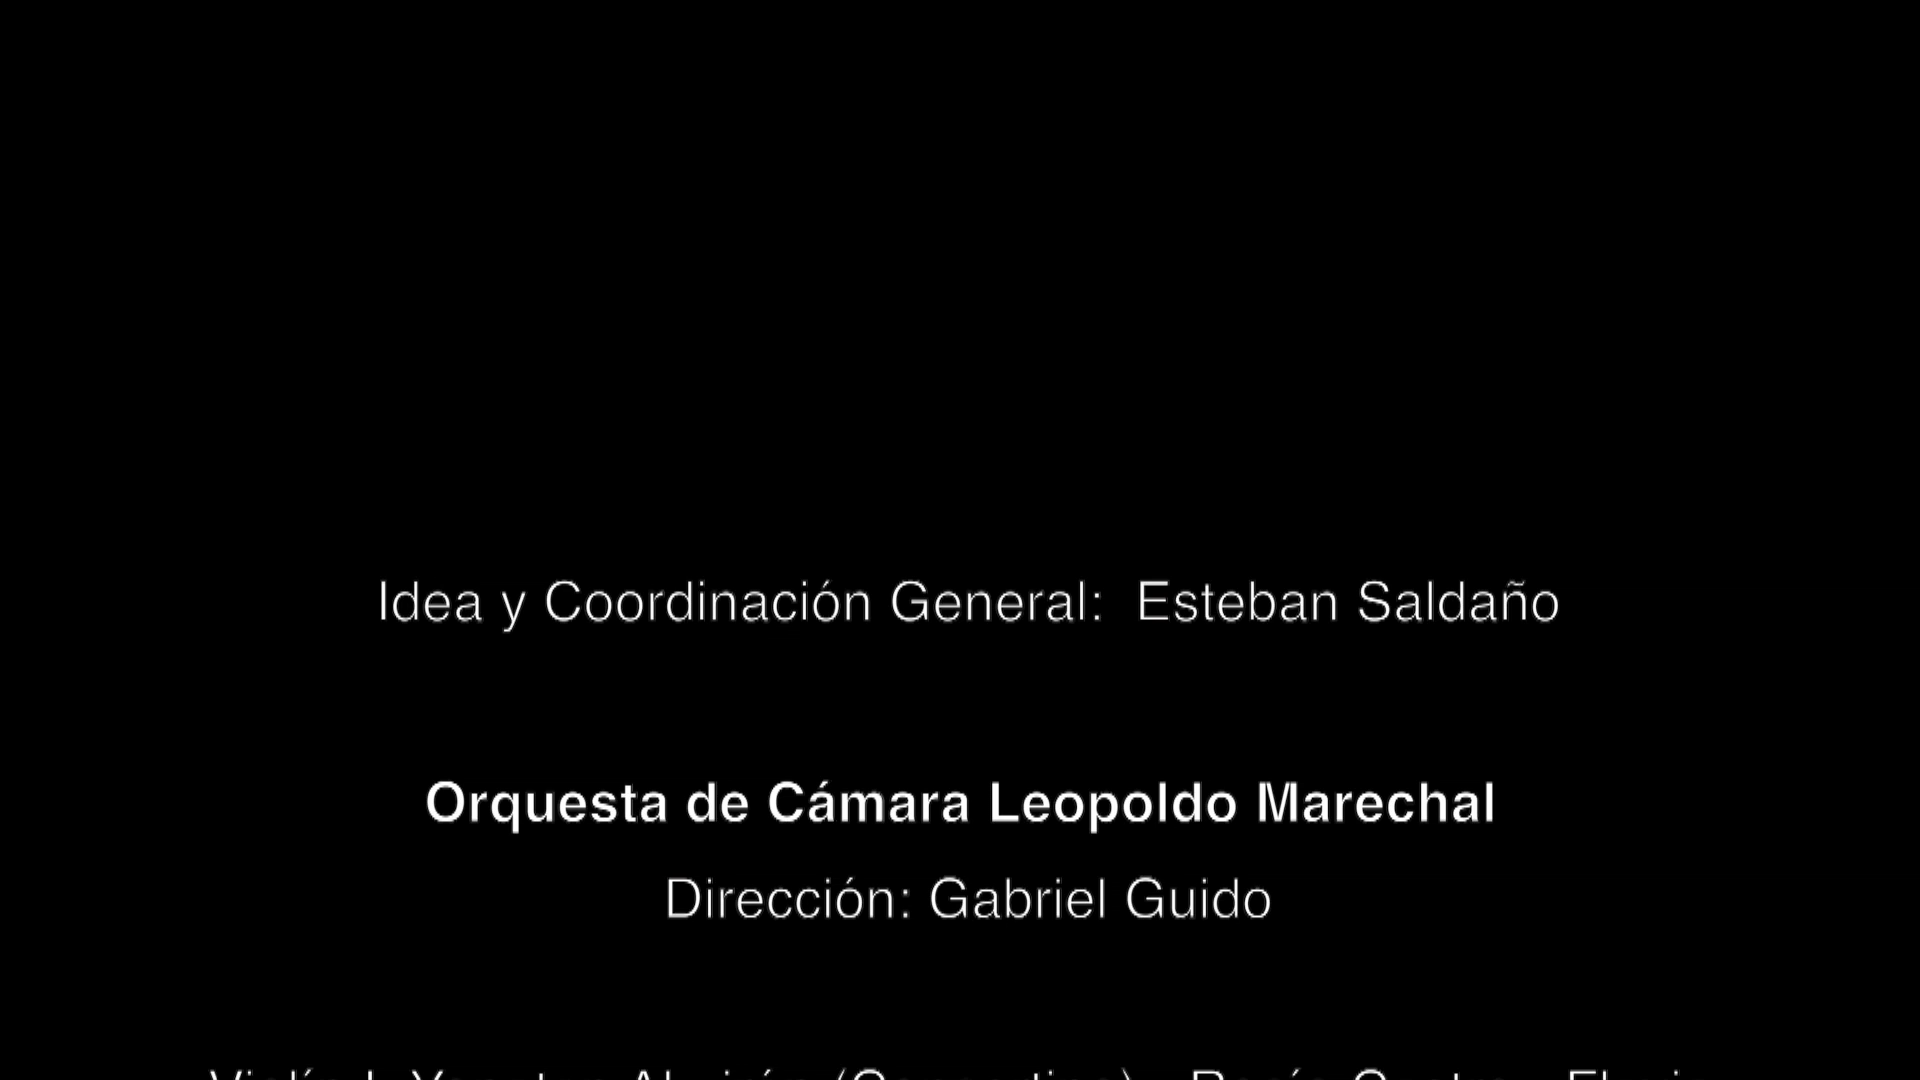 Idea y Coordinación General:  Esteban Saldaño
Orquesta de Cámara Leopoldo Marechal
Dirección: Gabriel Guido